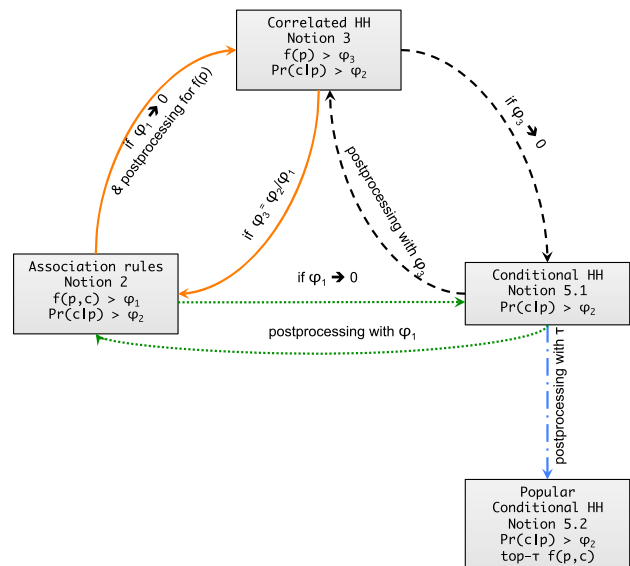 Correlated HH
Notion 3
f(p) > φ₃
Pr(c|p) > φ₂
if φ₁ ➔ 0
& postprocessing for f(p)
if φ₃ = φ₂/φ₁
postprocessing with φ₃
if φ₃ ➔ 0
Association rules
Notion 2
f(p,c) > φ₁
Pr(c|p) > φ₂
if φ₁ ➔ 0
postprocessing with φ₁
Conditional HH
Notion 5.1
Pr(c|p) > φ₂
postprocessing with τ
Popular
Conditional HH
Notion 5.2
Pr(c|p) > φ₂
top-τ f(p,c)